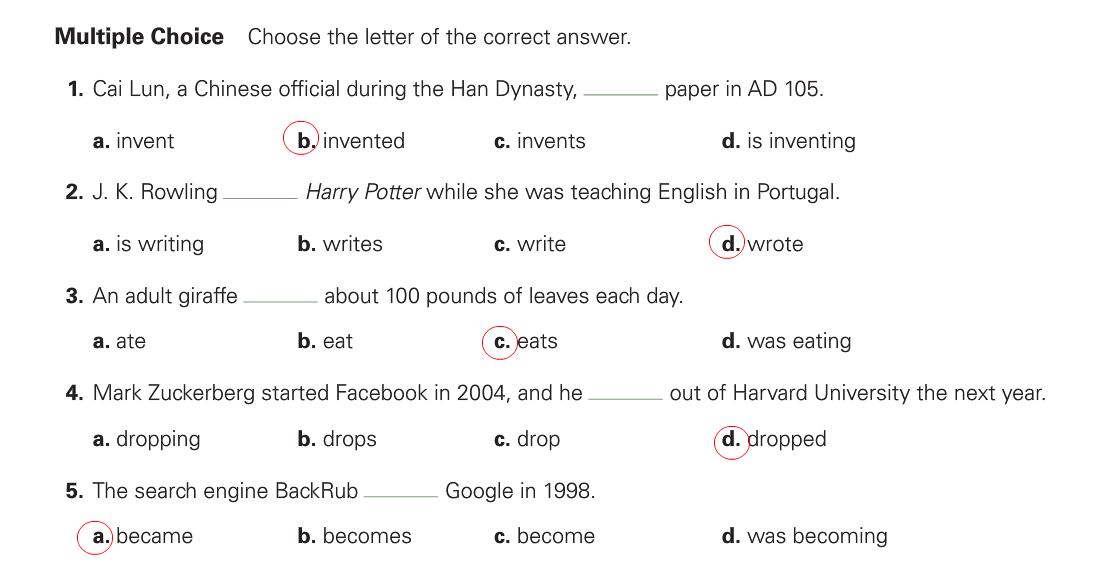 Multiple Choice Choose the letter of the correct answer.
1. Cai Lun, a Chinese official during the Han Dynasty, ______ paper in AD 105.
a. invent b. invented c. invents d. is inventing
2. J. K. Rowling ______ Harry Potter while she was teaching English in Portugal.
a. is writing b. writes c. write d. wrote
3. An adult giraffe ______ about 100 pounds of leaves each day.
a. ate b. eat c. eats d. was eating
4. Mark Zuckerberg started Facebook in 2004, and he ______ out of Harvard University the next year.
a. dropping b. drops c. drop d. dropped
5. The search engine BackRub ______ Google in 1998.
a. became b. becomes c. become d. was becoming